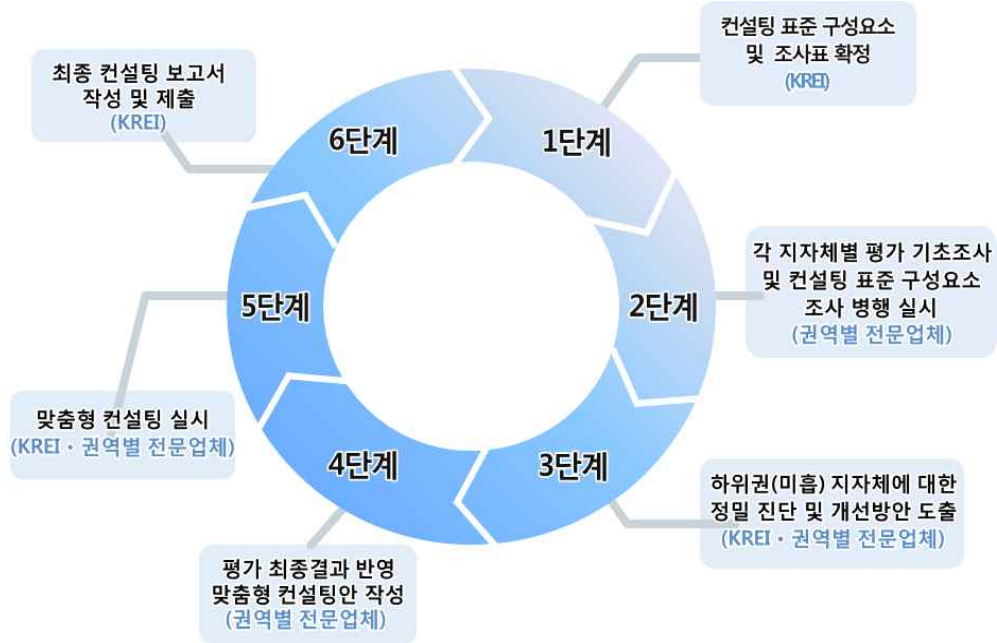 1단계
컨설팅 표준 구성요소
및 조사표 확정
(KREI)
2단계
각 지자체별 평가 기초조사
및 컨설팅 표준 구성요소
조사 병행 실시
(권역별 전문업체)
3단계
하위권(미흡) 지자체에 대한
정밀 진단 및 개선방안 도출
(KREI · 권역별 전문업체)
4단계
평가 최종결과 반영
맞춤형 컨설팅안 작성
(권역별 전문업체)
5단계
맞춤형 컨설팅 실시
(KREI · 권역별 전문업체)
6단계
최종 컨설팅 보고서
작성 및 제출
(KREI)